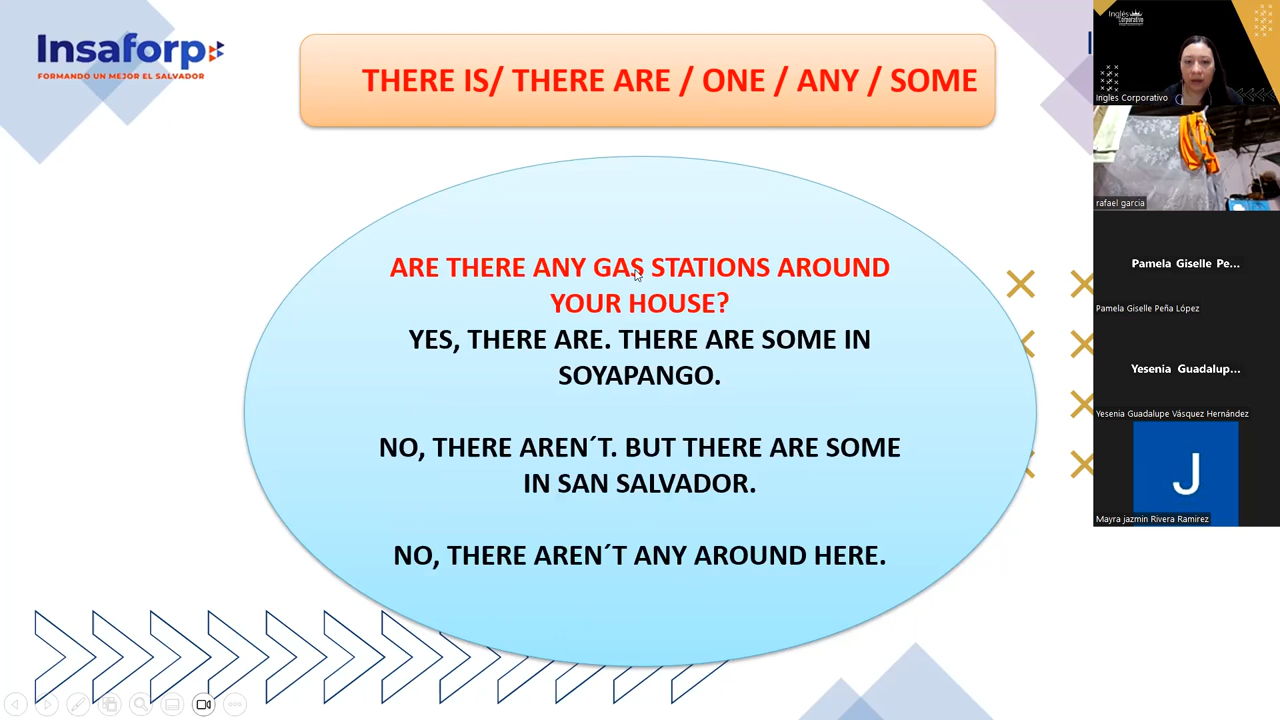 Insaforp
FORMANDO UN MEJOR EL SALVADOR
THERE IS/ THERE ARE / ONE / ANY / SOME
ARE THERE ANY GAS STATIONS AROUND
YOUR HOUSE?
YES, THERE ARE. THERE ARE SOME IN
SOYAPANGO.
NO, THERE AREN´T. BUT THERE ARE SOME
IN SAN SALVADOR.
NO, THERE AREN´T ANY AROUND HERE.
Inglés
Corporativo
Ingles Corporativo
rafael garcia
Pamela Giselle Pe...
Pamela Giselle Peña López
Yesenia Guadalup...
Yesenia Guadalupe Vásquez Hernández
J
Mayra jazmin Rivera Ramirez